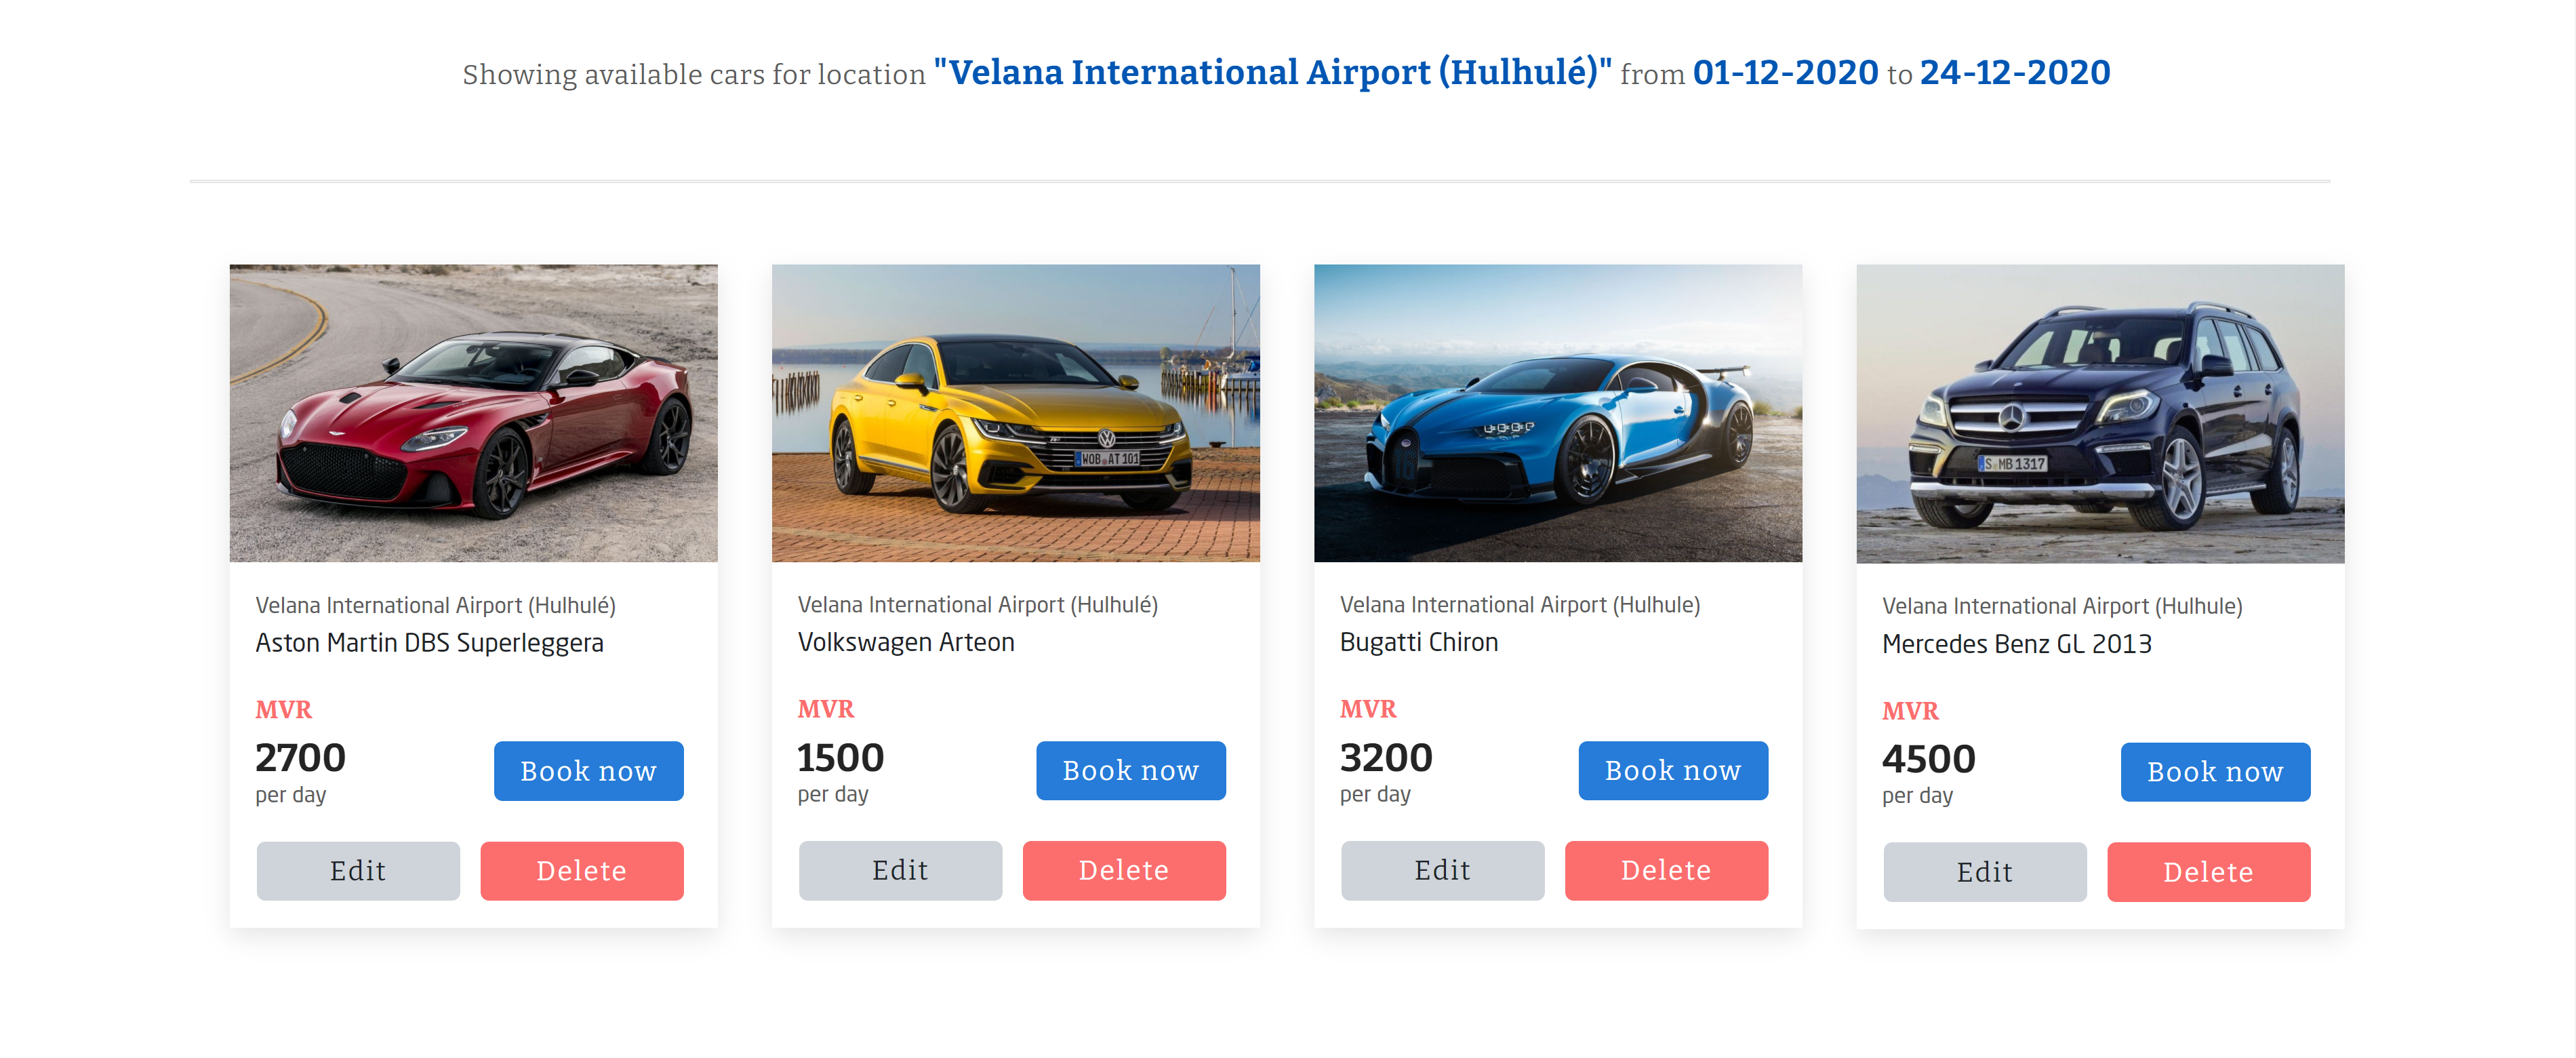 Showing available cars for location "Velana International Airport (Hulhulé)" from 01-12-2020 to 24-12-2020
WOB AT 101
S MB 1317
Velana International Airport (Hulhulé)
Aston Martin DBS Superleggera
MVR
2700
per day
Book now
Edit
Delete
Velana International Airport (Hulhulé)
Volkswagen Arteon
MVR
1500
per day
Book now
Edit
Delete
Velana International Airport (Hulhule)
Bugatti Chiron
MVR
3200
per day
Book now
Edit
Delete
Velana International Airport (Hulhule)
Mercedes Benz GL 2013
MVR
4500
per day
Book now
Edit
Delete